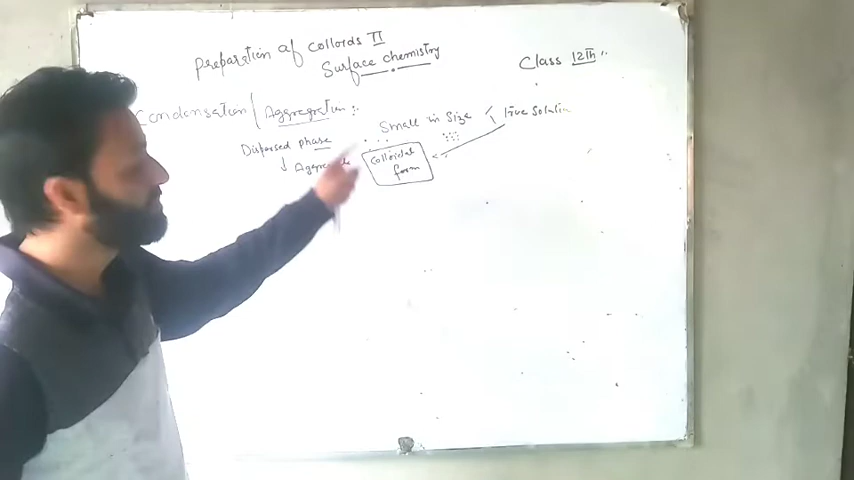 Preparation of colloids II
Surface chemistry
Class 12th
Condensation / Aggregation :-
Dispersed phase Small in Size True Solution
↓ Aggregate colloidal
form